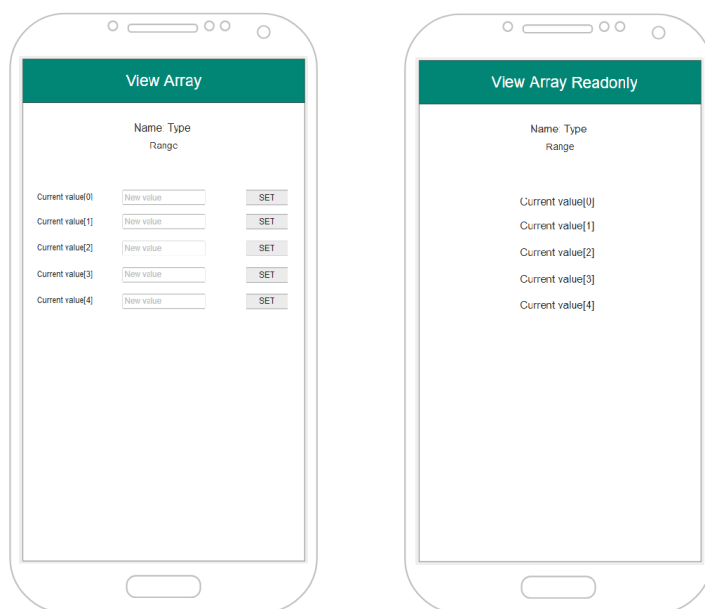 View Array
Name: Type
Range
Current value[0] New value SET
Current value[1] New value SET
Current value[2] New value SET
Current value[3] New value SET
Current value[4] New value SET
View Array Readonly
Name: Type
Range
Current value[0]
Current value[1]
Current value[2]
Current value[3]
Current value[4]